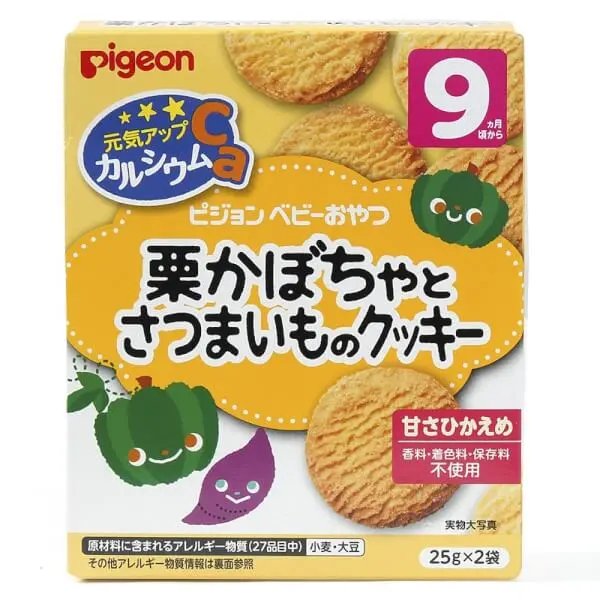 Pigeon
9
ヵ月
頃から
元気アップ
カルシウム
Ca
ピジョン ベビーおやつ
栗かぼちゃと
さつまいものクッキー
甘さひかえめ
香料・着色料・保存料
不使用
実物大写真
原材料に含まれるアレルギー物質(27品目中) 小麦・大豆
その他アレルギー物質情報は裏面参照
25g×2袋